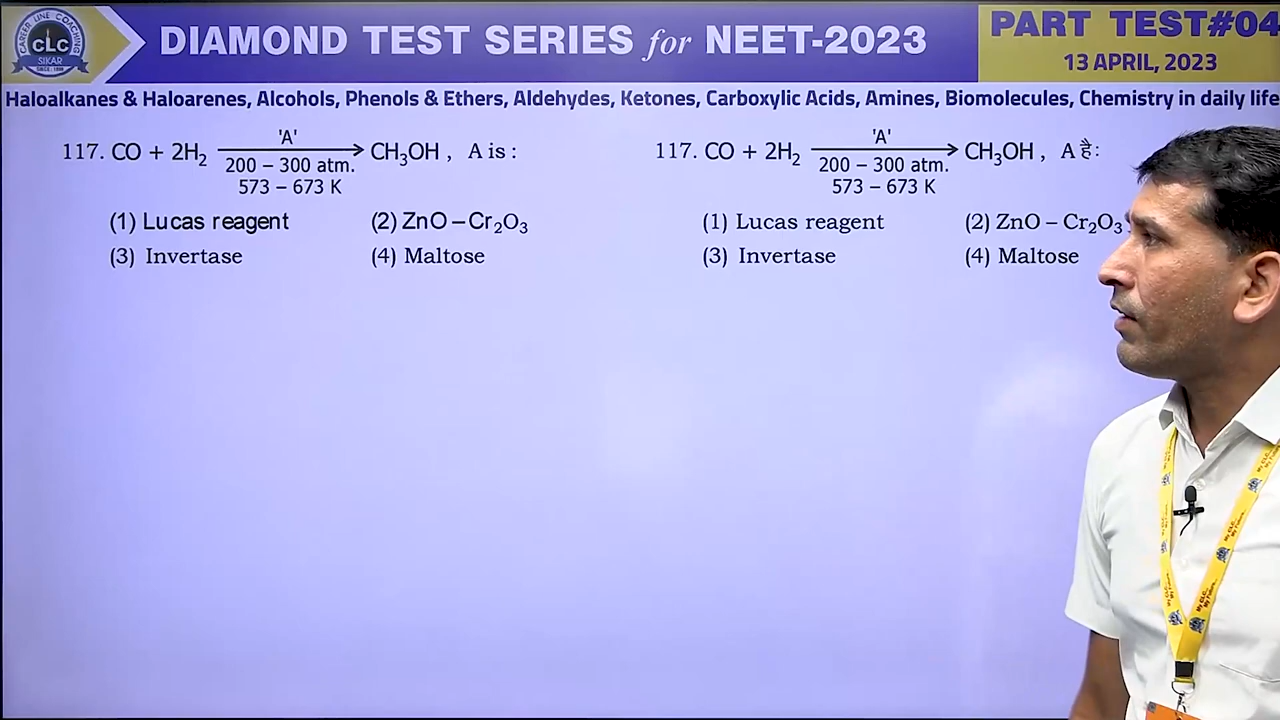 CAREER LINE COACHING
CLC
SIKAR
SINCE : 1996
DIAMOND TEST SERIES for NEET-2023
PART TEST#04
13 APRIL, 2023
Haloalkanes & Haloarenes, Alcohols, Phenols & Ethers, Aldehydes, Ketones, Carboxylic Acids, Amines, Biomolecules, Chemistry in daily life
'A'
117. CO + 2H₂ ⟶ CH₃OH , A is :
200 – 300 atm.
573 – 673 K
(1) Lucas reagent (2) ZnO – Cr₂O₃
(3) Invertase (4) Maltose
'A'
117. CO + 2H₂ ⟶ CH₃OH , A है:
200 – 300 atm.
573 – 673 K
(1) Lucas reagent (2) ZnO – Cr₂O₃
(3) Invertase (4) Maltose